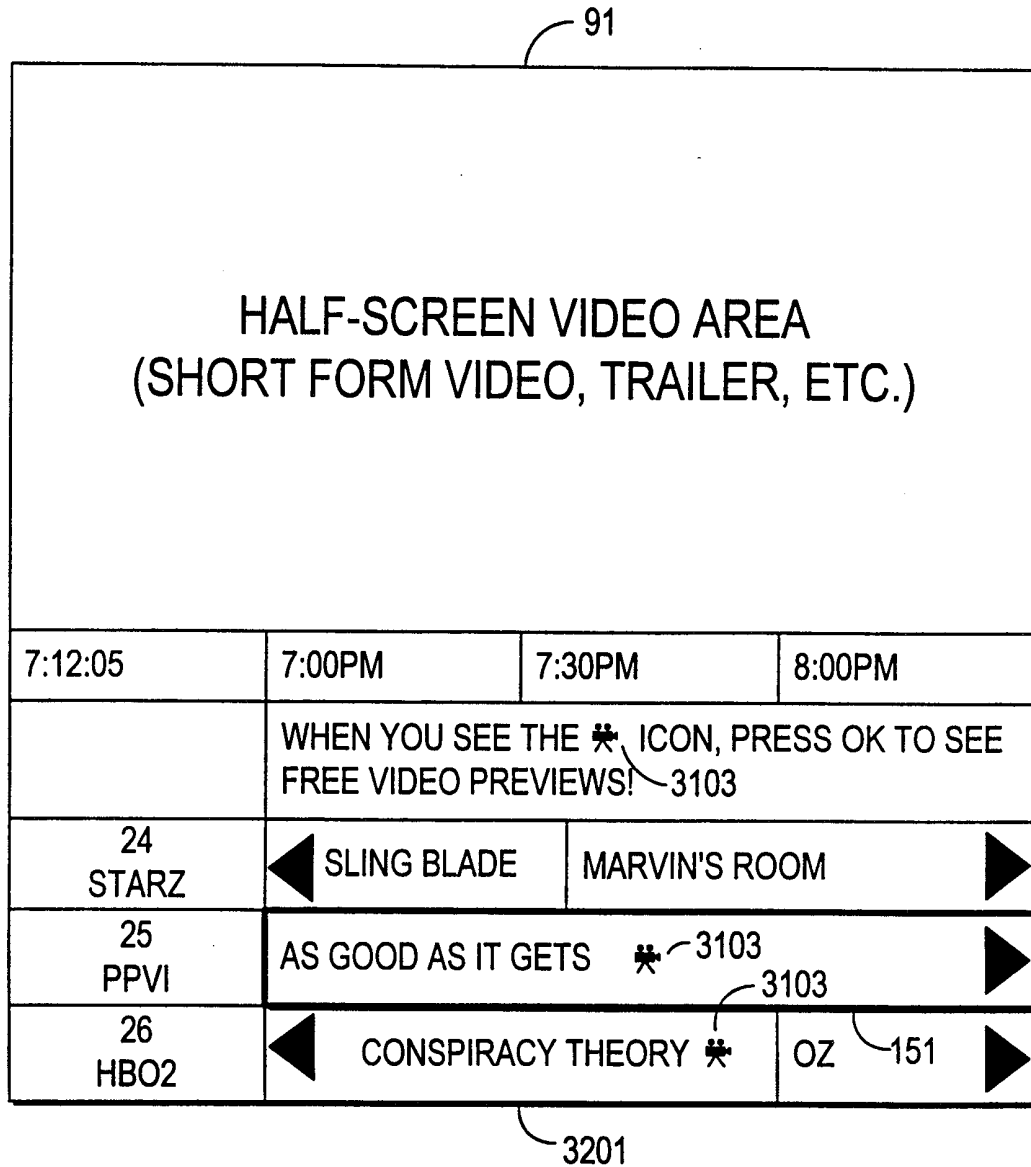 91
HALF-SCREEN VIDEO AREA
(SHORT FORM VIDEO, TRAILER, ETC.)
7:12:05 7:00PM 7:30PM 8:00PM
WHEN YOU SEE THE ICON, PRESS OK TO SEE
FREE VIDEO PREVIEWS! 3103
24
STARZ
SLING BLADE MARVIN'S ROOM
25
PPVI
AS GOOD AS IT GETS 3103
3103
26
HBO2
CONSPIRACY THEORY OZ 151
3201